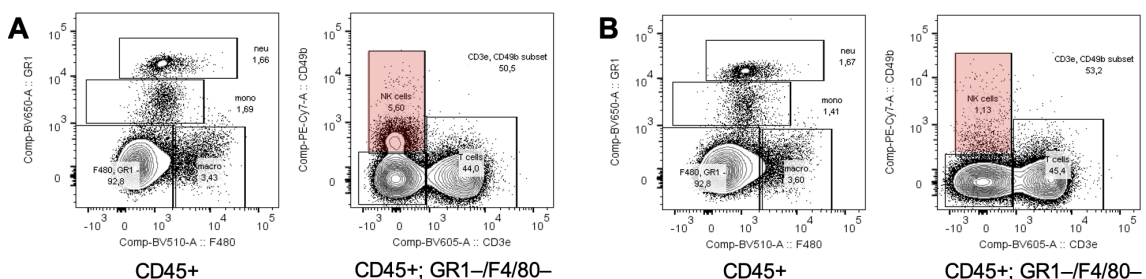 A
Comp-BV650-A :: GR1
10^5
10^4
10^3
0
neu
1,66
mono
1,69
F480, GR1 -
92,8
macro
3,43
-10^3
0
10^3
10^4
10^5
Comp-BV510-A :: F480
CD45+
Comp-PE-Cy7-A :: CD49b
10^5
10^4
10^3
0
CD3e, CD49b subset
50,5
NK cells
5,60
T cells
44,0
-10^3
0
10^3
10^4
10^5
Comp-BV605-A :: CD3e
CD45+; GR1–/F4/80–
B
Comp-BV650-A :: GR1
10^5
10^4
10^3
0
neu
1,67
mono
1,41
F480, GR1 -
92,8
macro
3,60
-10^3
0
10^3
10^4
10^5
Comp-BV510-A :: F480
CD45+
Comp-PE-Cy7-A :: CD49b
10^5
10^4
10^3
0
CD3e, CD49b subset
53,2
NK cells
1,13
T cells
45,4
-10^3
0
10^3
10^4
10^5
Comp-BV605-A :: CD3e
CD45+; GR1–/F4/80–